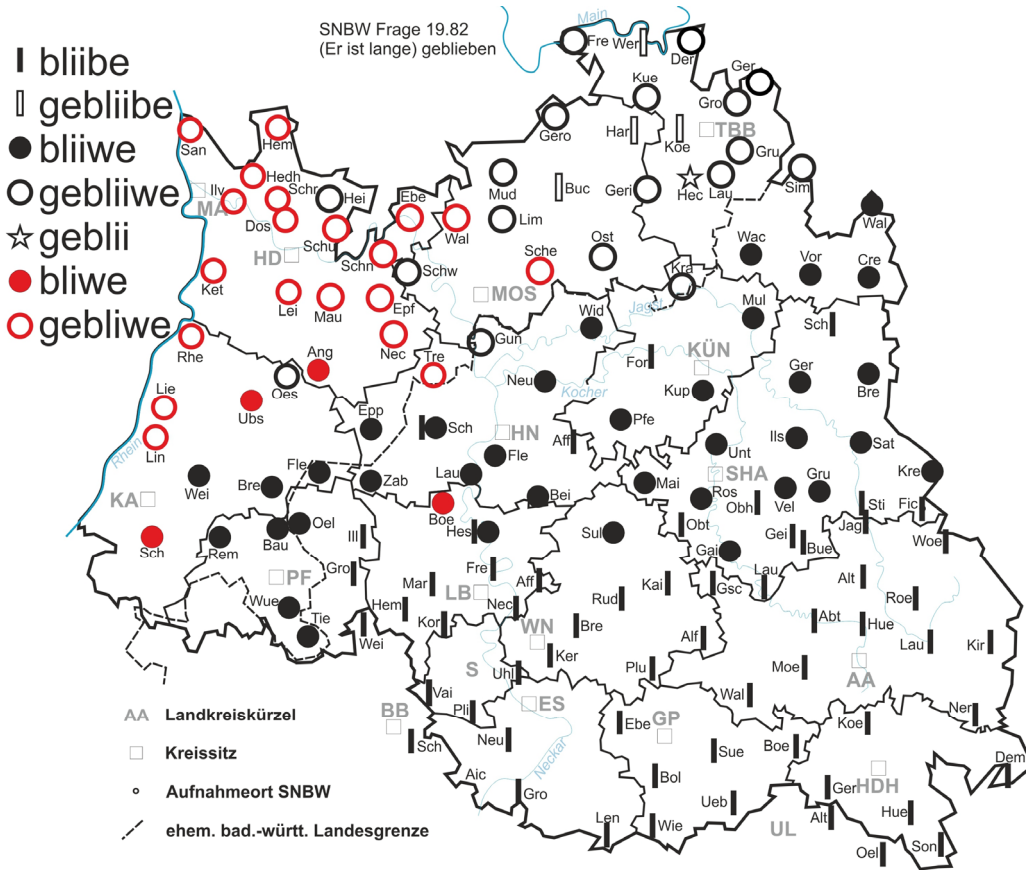 SNBW Frage 19.82
(Er ist lange) geblieben
bliibe
gebliibe
bliiwe
gebliiwe
geblii
bliwe
gebliwe
Main
Fre
Wer
Der
Ger
Kue
Gro
Gero
Har
Koe
TBB
Gru
San
Hem
Hedh
Ilv
MA
Schr
Hei
Dos
Ebe
Wal
Mud
Buc
Geri
Hec
Lau
Sim
Lim
Wal
Schu
HD
Schn
Schw
Sche
Ost
Kra
Wac
Vor
Cre
Ket
Lei
Mau
Epf
MOS
Jagst
Mul
Sch
Rhe
Nec
Gun
Wid
For
KÜN
Ang
Oes
Tre
Neu
Kocher
Kup
Ger
Bre
Lie
Ubs
Epp
Sch
HN
Aff
Pfe
Unt
Ils
Sat
Lin
Rhein
Fle
Fle
Lau
SHA
Kre
KA
Wei
Bre
Zab
Boe
Bei
Mai
Ros
Obh
Vel
Gru
Sti
Fic
Sch
Rem
Bau
Oel
Ill
Hes
Sul
Obt
Gai
Gei
Bue
Jag
Woe
PF
Gro
Mar
Fre
LB
Aff
Rud
Kai
Gsc
Lau
Alt
Roe
Wue
Tie
Hem
Kor
Nec
WN
Bre
Alf
Abt
Hue
Lau
Kir
Wei
S
Uhl
Ker
Plu
Moe
AA
Vai
Pli
ES
Wal
Ner
BB
Sch
Neu
Ebe
GP
Sue
Boe
Koe
Dem
Neckar
Aic
Gro
Bol
Ueb
Ger
HDH
Hue
Len
Wie
UL
Alt
Oel
Son
AA Landkreiskürzel
Kreissitz
Aufnahmeort SNBW
ehem. bad.-württ. Landesgrenze